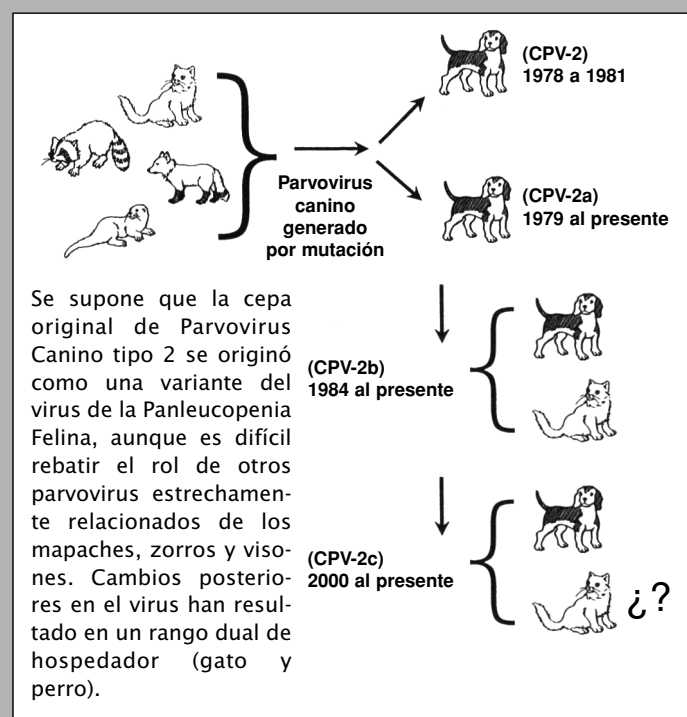 (CPV-2)
1978 a 1981
Parvovirus
canino
generado
por mutación
(CPV-2a)
1979 al presente
Se supone que la cepa
original de Parvovirus
Canino tipo 2 se originó
como una variante del
virus de la Panleucopenia
Felina, aunque es difícil
rebatir el rol de otros
parvovirus estrechamen-
te relacionados de los
mapaches, zorros y viso-
nes. Cambios posterio-
res en el virus han resul-
tado en un rango dual de
hospedador (gato y
perro).
(CPV-2b)
1984 al presente
(CPV-2c)
2000 al presente
¿?